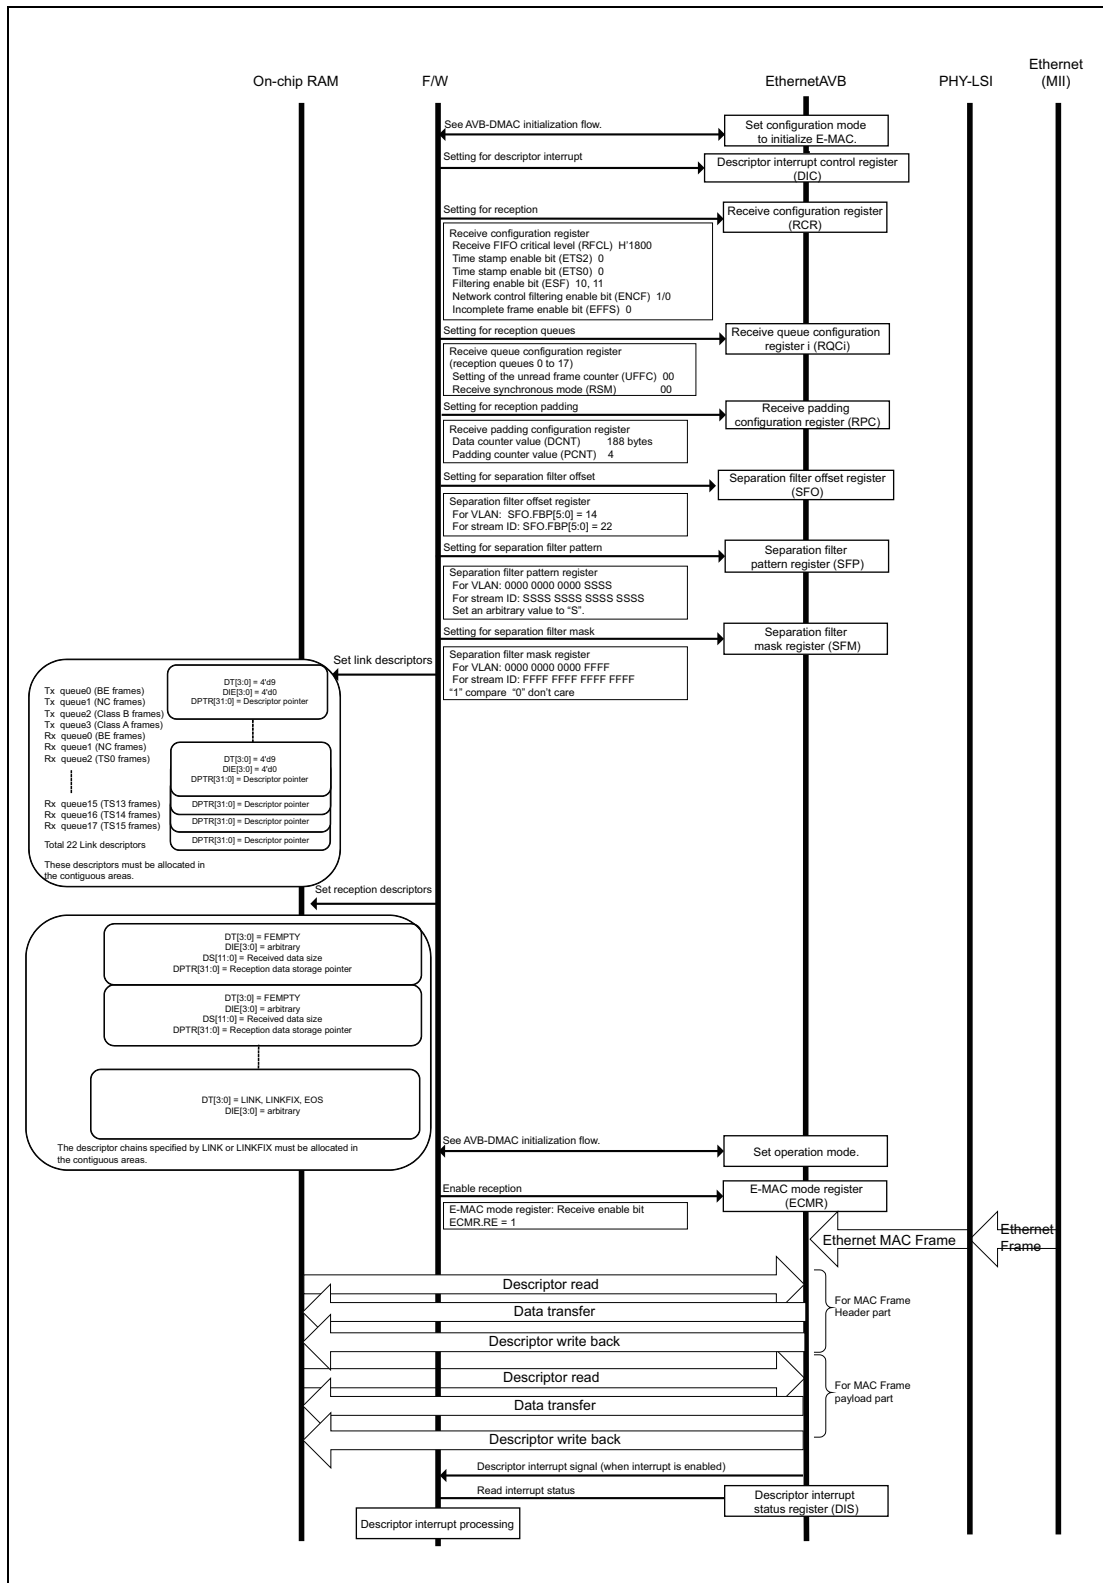 On-chip RAM
F/W
EthernetAVB
PHY-LSI
Ethernet
(MII)
See AVB-DMAC initialization flow.
Set configuration mode
to initialize E-MAC.
Setting for descriptor interrupt
Descriptor interrupt control register
(DIC)
Setting for reception
Receive configuration register
(RCR)
Receive configuration register
Receive FIFO critical level (RFCL) H'1800
Time stamp enable bit (ETS2) 0
Time stamp enable bit (ETS0) 0
Filtering enable bit (ESF) 10, 11
Network control filtering enable bit (ENCF) 1/0
Incomplete frame enable bit (EFFS) 0
Setting for reception queues
Receive queue configuration
register i (RQCi)
Receive queue configuration register
(reception queues 0 to 17)
Setting of the unread frame counter (UFFC) 00
Receive synchronous mode (RSM) 00
Setting for reception padding
Receive padding
configuration register (RPC)
Receive padding configuration register
Data counter value (DCNT) 188 bytes
Padding counter value (PCNT) 4
Setting for separation filter offset
Separation filter offset register
(SFO)
Separation filter offset register
For VLAN: SFO.FBP[5:0] = 14
For stream ID: SFO.FBP[5:0] = 22
Setting for separation filter pattern
Separation filter
pattern register (SFP)
Separation filter pattern register
For VLAN: 0000 0000 0000 SSSS
For stream ID: SSSS SSSS SSSS SSSS
Set an arbitrary value to “S”.
Setting for separation filter mask
Separation filter
mask register (SFM)
Separation filter mask register
For VLAN: 0000 0000 0000 FFFF
For stream ID: FFFF FFFF FFFF FFFF
“1” compare “0” don't care
Set link descriptors
Tx queue0 (BE frames)
Tx queue1 (NC frames)
Tx queue2 (Class B frames)
Tx queue3 (Class A frames)
Rx queue0 (BE frames)
Rx queue1 (NC frames)
Rx queue2 (TS0 frames)
Rx queue15 (TS13 frames)
Rx queue16 (TS14 frames)
Rx queue17 (TS15 frames)
Total 22 Link descriptors
These descriptors must be allocated in
the contiguous areas.
DT[3:0] = 4'd9
DIE[3:0] = 4'd0
DPTR[31:0] = Descriptor pointer
DT[3:0] = 4'd9
DIE[3:0] = 4'd0
DPTR[31:0] = Descriptor pointer
DPTR[31:0] = Descriptor pointer
DPTR[31:0] = Descriptor pointer
DPTR[31:0] = Descriptor pointer
Set reception descriptors
DT[3:0] = FEMPTY
DIE[3:0] = arbitrary
DS[11:0] = Received data size
DPTR[31:0] = Reception data storage pointer
DT[3:0] = FEMPTY
DIE[3:0] = arbitrary
DS[11:0] = Received data size
DPTR[31:0] = Reception data storage pointer
DT[3:0] = LINK, LINKFIX, EOS
DIE[3:0] = arbitrary
The descriptor chains specified by LINK or LINKFIX must be allocated in
the contiguous areas.
See AVB-DMAC initialization flow.
Set operation mode.
Enable reception
E-MAC mode register
(ECMR)
E-MAC mode register: Receive enable bit
ECMR.RE = 1
Ethernet MAC Frame
Ethernet
Frame
Descriptor read
Data transfer
Descriptor write back
For MAC Frame
Header part
Descriptor read
Data transfer
Descriptor write back
For MAC Frame
payload part
Descriptor interrupt signal (when interrupt is enabled)
Read interrupt status
Descriptor interrupt
status register (DIS)
Descriptor interrupt processing